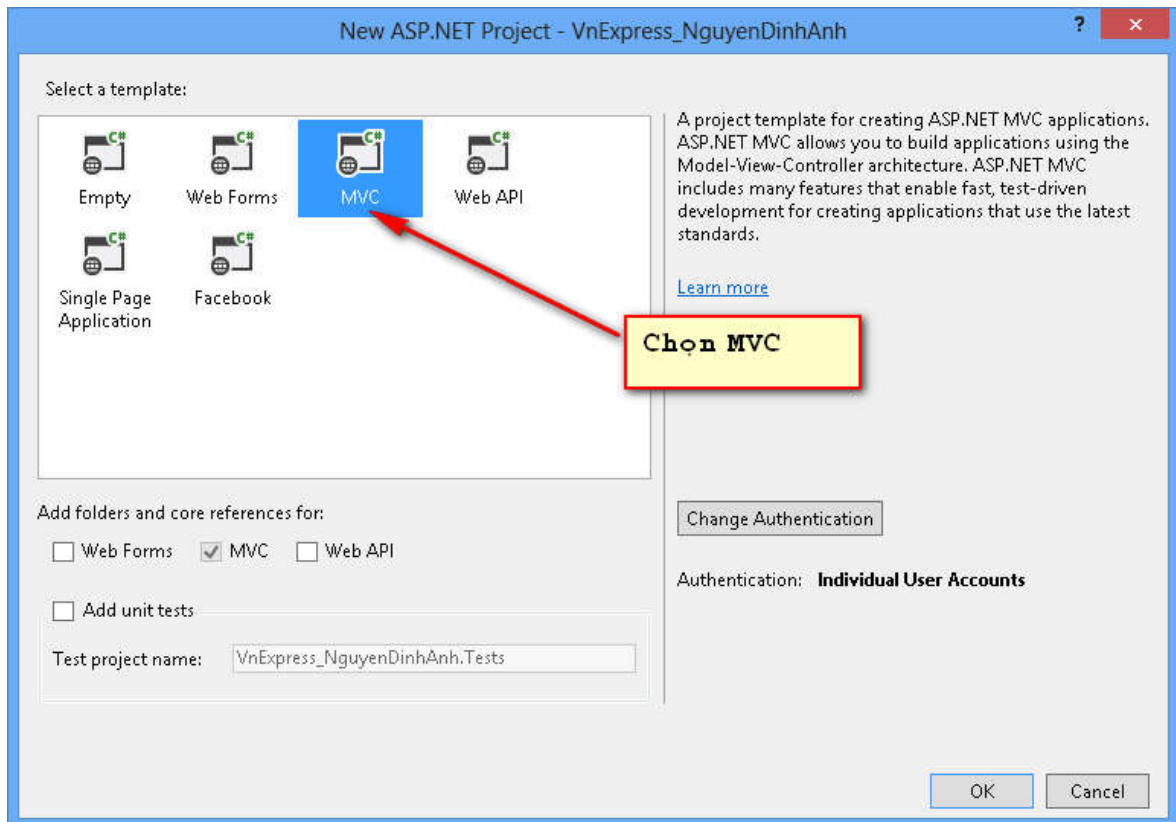 New ASP.NET Project - VnExpress_NguyenDinhAnh
?
Select a template:
C#
C#
C#
C#
Empty
Web Forms
MVC
Web API
C#
C#
Single Page
Application
Facebook
A project template for creating ASP.NET MVC applications.
ASP.NET MVC allows you to build applications using the
Model-View-Controller architecture. ASP.NET MVC
includes many features that enable fast, test-driven
development for creating applications that use the latest
standards.
Learn more
Chọn MVC
Add folders and core references for:
Web Forms
MVC
Web API
Add unit tests
Test project name:
VnExpress_NguyenDinhAnh.Tests
Change Authentication
Authentication: Individual User Accounts
OK
Cancel